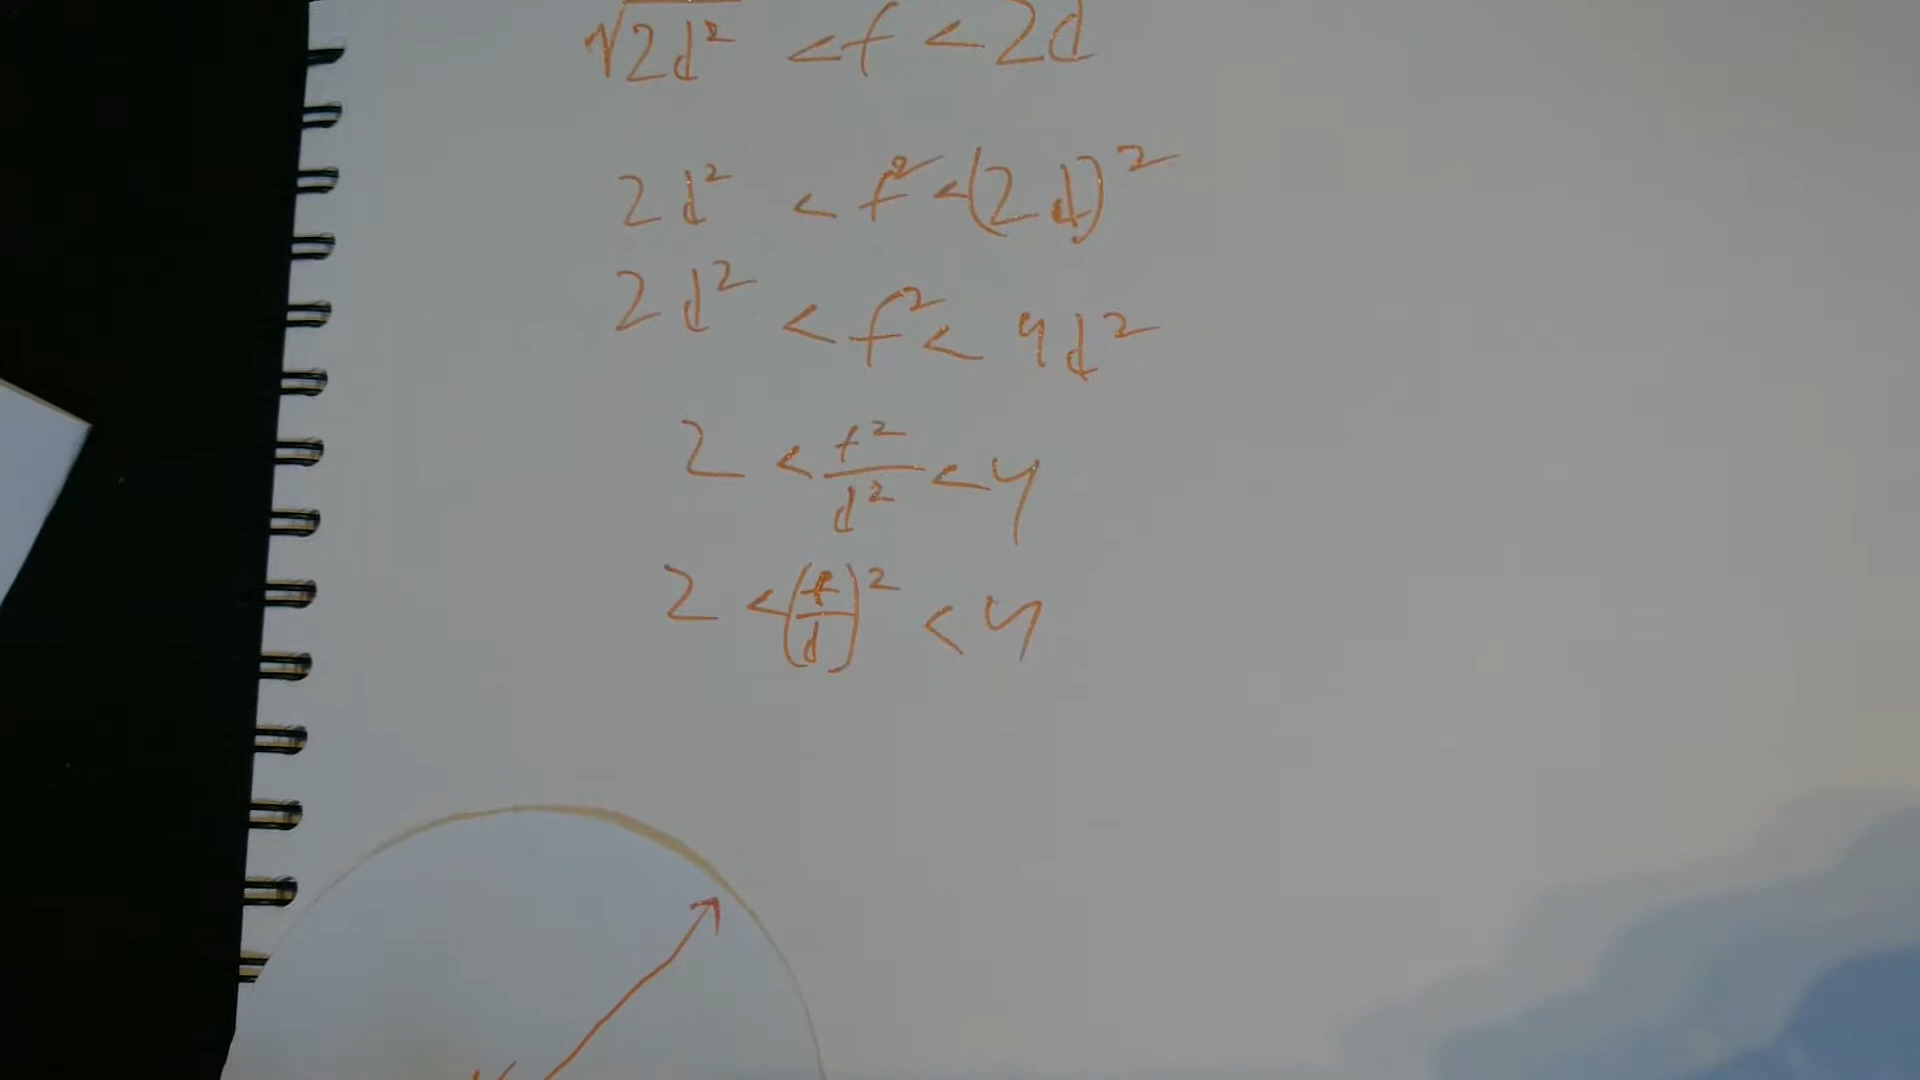 √2d² < f < 2d
2d² < f² < (2d)²
2d² < f² < 4d²
2 < f²/d² < 4
2 < (f/d)² < 4